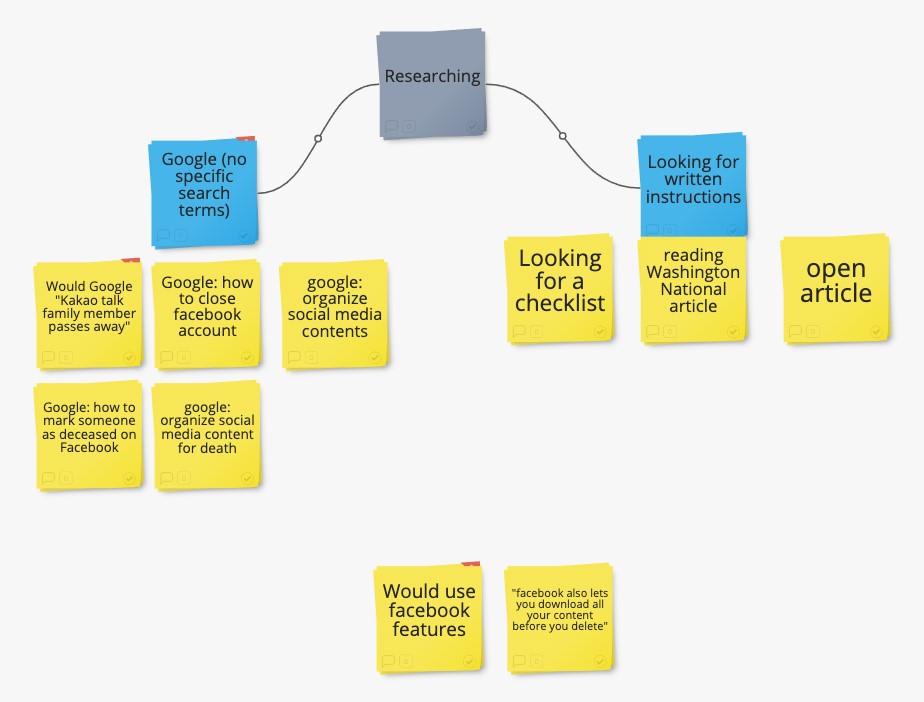 Researching
Google (no
specific
search
terms)
Looking for
written
instructions
Would Google
"Kakao talk
family member
passes away"
Google: how
to close
facebook
account
google:
organize
social media
contents
Looking
for a
checklist
reading
Washington
National
article
open
article
Google: how to
mark someone
as deceased on
Facebook
google:
organize social
media content
for death
Would use
facebook
features
"facebook also lets
you download all
your content
before you delete"